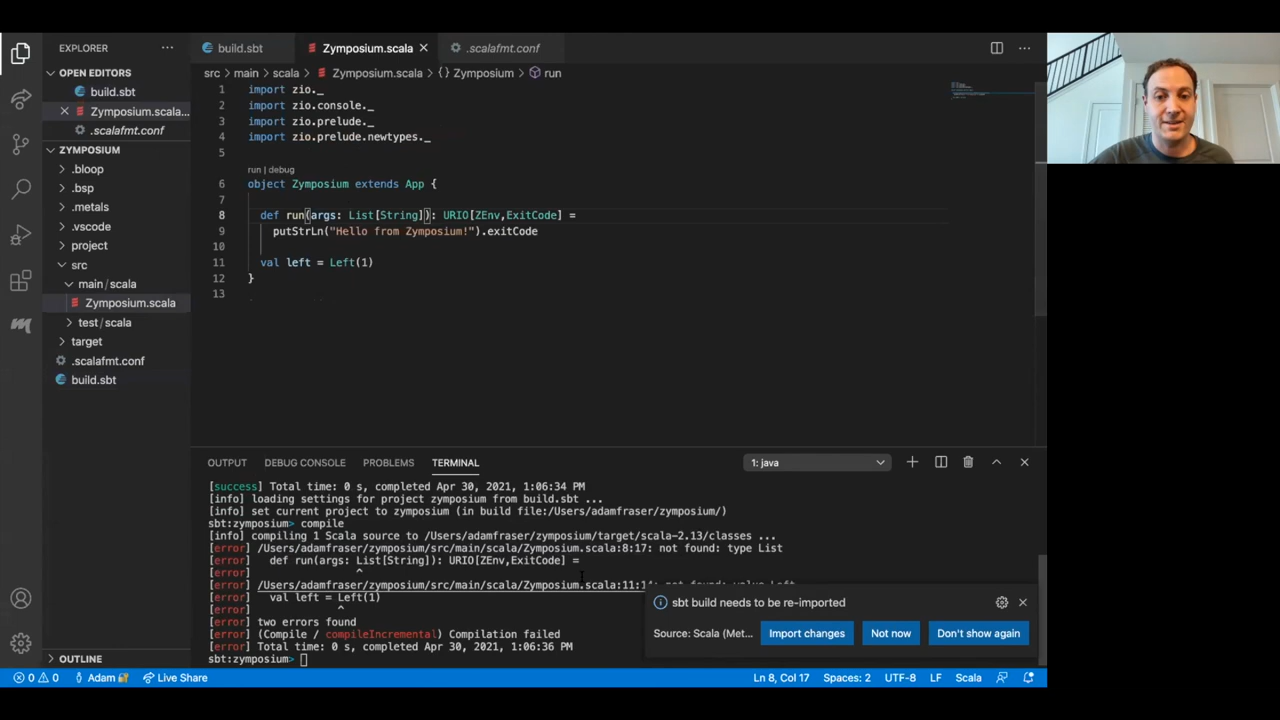 EXPLORER
OPEN EDITORS
build.sbt
Zymposium.scala...
.scalafmt.conf
ZYMPOSIUM
.bloop
.bsp
.metals
.vscode
project
src
main/scala
Zymposium.scala
test/scala
target
.scalafmt.conf
build.sbt
OUTLINE
build.sbt
Zymposium.scala
.scalafmt.conf
src > main > scala > Zymposium.scala > {} Zymposium > run
1 import zio._
2 import zio.console._
3 import zio.prelude._
4 import zio.prelude.newtypes._
5
run | debug
6 object Zymposium extends App {
7
8 def run(args: List[String]): URIO[ZEnv,ExitCode] =
9 putStrLn("Hello from Zymposium!").exitCode
10
11 val left = Left(1)
12 }
13
OUTPUT DEBUG CONSOLE PROBLEMS TERMINAL 1: java
[success] Total time: 0 s, completed Apr 30, 2021, 1:06:34 PM
[info] loading settings for project zymposium from build.sbt ...
[info] set current project to zymposium (in build file:/Users/adamfraser/zymposium/)
sbt:zymposium> compile
[info] compiling 1 Scala source to /Users/adamfraser/zymposium/target/scala-2.13/classes ...
[error] /Users/adamfraser/zymposium/src/main/scala/Zymposium.scala:8:17: not found: type List
[error] def run(args: List[String]): URIO[ZEnv,ExitCode] =
[error] ^
[error] /Users/adamfraser/zymposium/src/main/scala/Zymposium.scala:11:14: not found: value Left
[error] val left = Left(1)
[error] ^
[error] two errors found
[error] (Compile / compileIncremental) Compilation failed
[error] Total time: 0 s, completed Apr 30, 2021, 1:06:36 PM
sbt:zymposium>
sbt build needs to be re-imported
Source: Scala (Met...
Import changes
Not now
Don't show again
0 0 Adam Live Share Ln 8, Col 17 Spaces: 2 UTF-8 LF Scala